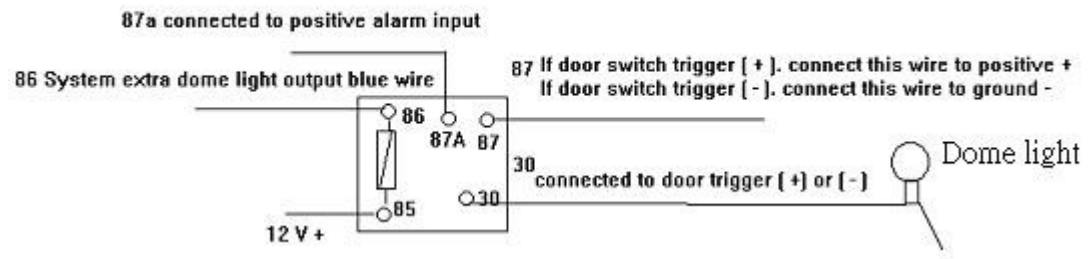 87a connected to positive alarm input
86 System extra dome light output blue wire
87 If door switch trigger ( + ). connect this wire to positive +
If door switch trigger ( - ). connect this wire to ground -
86
87A 87
30
connected to door trigger ( +) or ( - )
Dome light
30
85
12 V +